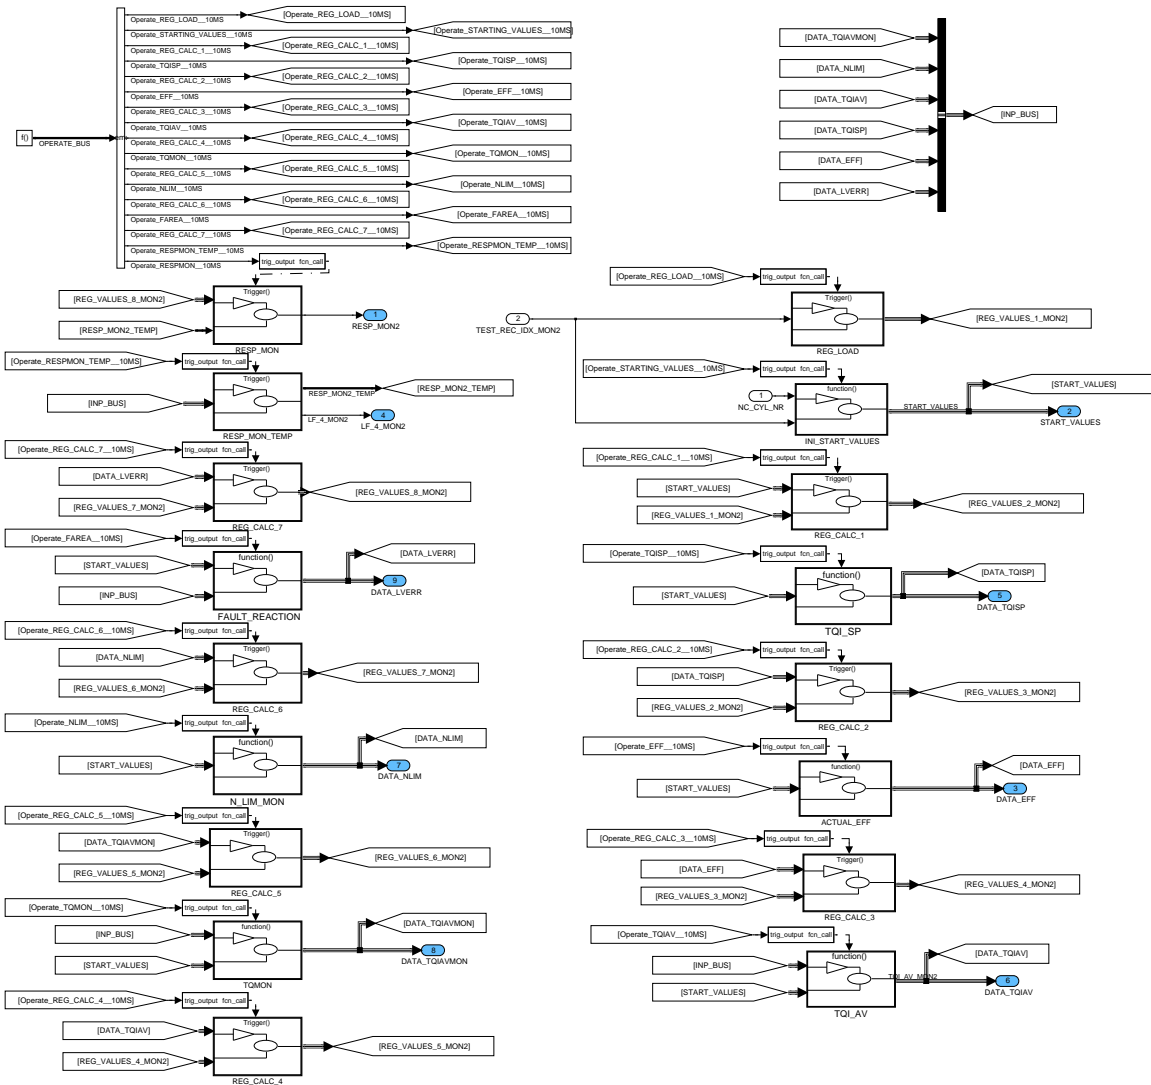 Operate_REG_LOAD__10MS
[Operate_REG_LOAD__10MS]
Operate_STARTING_VALUES__10MS
[Operate_STARTING_VALUES__10MS]
Operate_REG_CALC_1__10MS
[Operate_REG_CALC_1__10MS]
Operate_TQISP__10MS
[Operate_TQISP__10MS]
Operate_REG_CALC_2__10MS
[Operate_REG_CALC_2__10MS]
Operate_EFF__10MS
[Operate_EFF__10MS]
Operate_REG_CALC_3__10MS
[Operate_REG_CALC_3__10MS]
Operate_TQIAV__10MS
[Operate_TQIAV__10MS]
Operate_REG_CALC_4__10MS
[Operate_REG_CALC_4__10MS]
Operate_TQMON__10MS
[Operate_TQMON__10MS]
Operate_REG_CALC_5__10MS
[Operate_REG_CALC_5__10MS]
Operate_NLIM__10MS
[Operate_NLIM__10MS]
Operate_REG_CALC_6__10MS
[Operate_REG_CALC_6__10MS]
Operate_FAREA__10MS
[Operate_FAREA__10MS]
Operate_REG_CALC_7__10MS
[Operate_REG_CALC_7__10MS]
Operate_RESPMON_TEMP__10MS
[Operate_RESPMON_TEMP__10MS]
Operate_RESPMON__10MS
f()
OPERATE_BUS
trig_output fcn_call
[REG_VALUES_8_MON2]
[RESP_MON2_TEMP]
Trigger()
RESP_MON
1
RESP_MON2
[Operate_RESPMON_TEMP__10MS]
trig_output fcn_call
[INP_BUS]
Trigger()
RESP_MON_TEMP
RESP_MON2_TEMP
[RESP_MON2_TEMP]
LF_4_MON2
4
LF_4_MON2
[Operate_REG_CALC_7__10MS]
trig_output fcn_call
[DATA_LVERR]
[REG_VALUES_7_MON2]
Trigger()
REG_CALC_7
[REG_VALUES_8_MON2]
[Operate_FAREA__10MS]
trig_output fcn_call
[START_VALUES]
[INP_BUS]
function()
FAULT_REACTION
[DATA_LVERR]
9
DATA_LVERR
[Operate_REG_CALC_6__10MS]
trig_output fcn_call
[DATA_NLIM]
[REG_VALUES_6_MON2]
Trigger()
REG_CALC_6
[REG_VALUES_7_MON2]
[Operate_NLIM__10MS]
trig_output fcn_call
[START_VALUES]
function()
N_LIM_MON
[DATA_NLIM]
7
DATA_NLIM
[Operate_REG_CALC_5__10MS]
trig_output fcn_call
[DATA_TQIAVMON]
[REG_VALUES_5_MON2]
Trigger()
REG_CALC_5
[REG_VALUES_6_MON2]
[Operate_TQMON__10MS]
trig_output fcn_call
[INP_BUS]
[START_VALUES]
function()
TQMON
[DATA_TQIAVMON]
8
DATA_TQIAVMON
[Operate_REG_CALC_4__10MS]
trig_output fcn_call
[DATA_TQIAV]
[REG_VALUES_4_MON2]
Trigger()
REG_CALC_4
[REG_VALUES_5_MON2]
[DATA_TQIAVMON]
[DATA_NLIM]
[DATA_TQIAV]
[DATA_TQISP]
[DATA_EFF]
[DATA_LVERR]
[INP_BUS]
[Operate_REG_LOAD__10MS]
trig_output fcn_call
2
TEST_REC_IDX_MON2
Trigger()
REG_LOAD
[REG_VALUES_1_MON2]
[Operate_STARTING_VALUES__10MS]
trig_output fcn_call
1
NC_CYL_NR
function()
INI_START_VALUES
START_VALUES
[START_VALUES]
2
START_VALUES
[Operate_REG_CALC_1__10MS]
trig_output fcn_call
[START_VALUES]
[REG_VALUES_1_MON2]
Trigger()
REG_CALC_1
[REG_VALUES_2_MON2]
[Operate_TQISP__10MS]
trig_output fcn_call
[START_VALUES]
function()
TQI_SP
[DATA_TQISP]
5
DATA_TQISP
[Operate_REG_CALC_2__10MS]
trig_output fcn_call
[DATA_TQISP]
[REG_VALUES_2_MON2]
Trigger()
REG_CALC_2
[REG_VALUES_3_MON2]
[Operate_EFF__10MS]
trig_output fcn_call
[START_VALUES]
function()
ACTUAL_EFF
[DATA_EFF]
3
DATA_EFF
[Operate_REG_CALC_3__10MS]
trig_output fcn_call
[DATA_EFF]
[REG_VALUES_3_MON2]
Trigger()
REG_CALC_3
[REG_VALUES_4_MON2]
[Operate_TQIAV__10MS]
trig_output fcn_call
[INP_BUS]
[START_VALUES]
function()
TQI_AV
TQI_AV_MON2
[DATA_TQIAV]
6
DATA_TQIAV